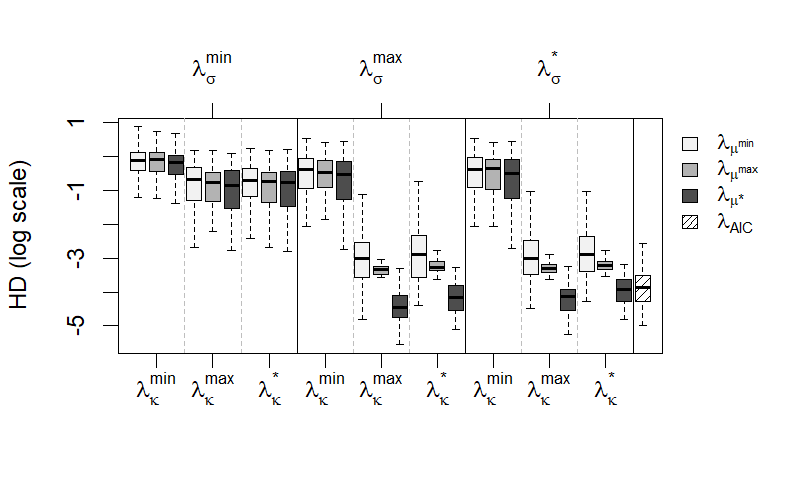 λσmin λσmax λσ*
HD (log scale)
1
-1
-3
-5
λκmin λκmax λκ* λκmin λκmax λκ* λκmin λκmax λκ*
λμmin
λμmax
λμ*
λAIC